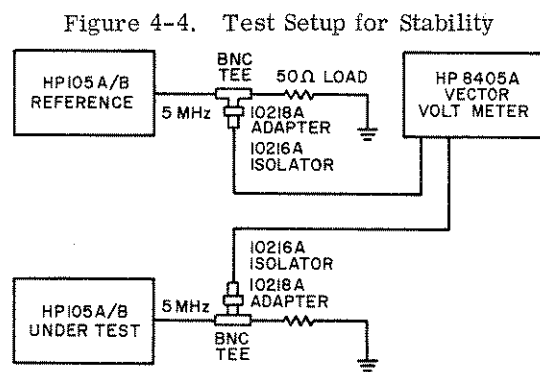 Figure 4-4. Test Setup for Stability
HP105A/B
REFERENCE
5 MHz
BNC
TEE
50Ω LOAD
10218A
ADAPTER
10216A
ISOLATOR
HP 8405A
VECTOR
VOLT METER
10216A
ISOLATOR
10218A
ADAPTER
HP105A/B
UNDER TEST
5 MHz
BNC
TEE